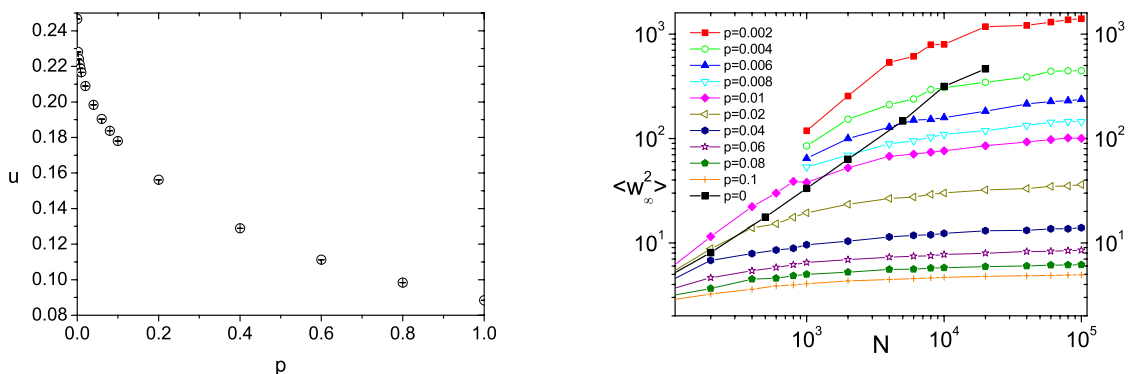 0.24
0.22
0.20
0.18
0.16
0.14
0.12
0.10
0.08
u
0.0 0.2 0.4 0.6 0.8 1.0
p
10³ 10³
10² 10²
10¹ 10¹
<w²∞>
p=0.002
p=0.004
p=0.006
p=0.008
p=0.01
p=0.02
p=0.04
p=0.06
p=0.08
p=0.1
p=0
10³ 10⁴ 10⁵
N